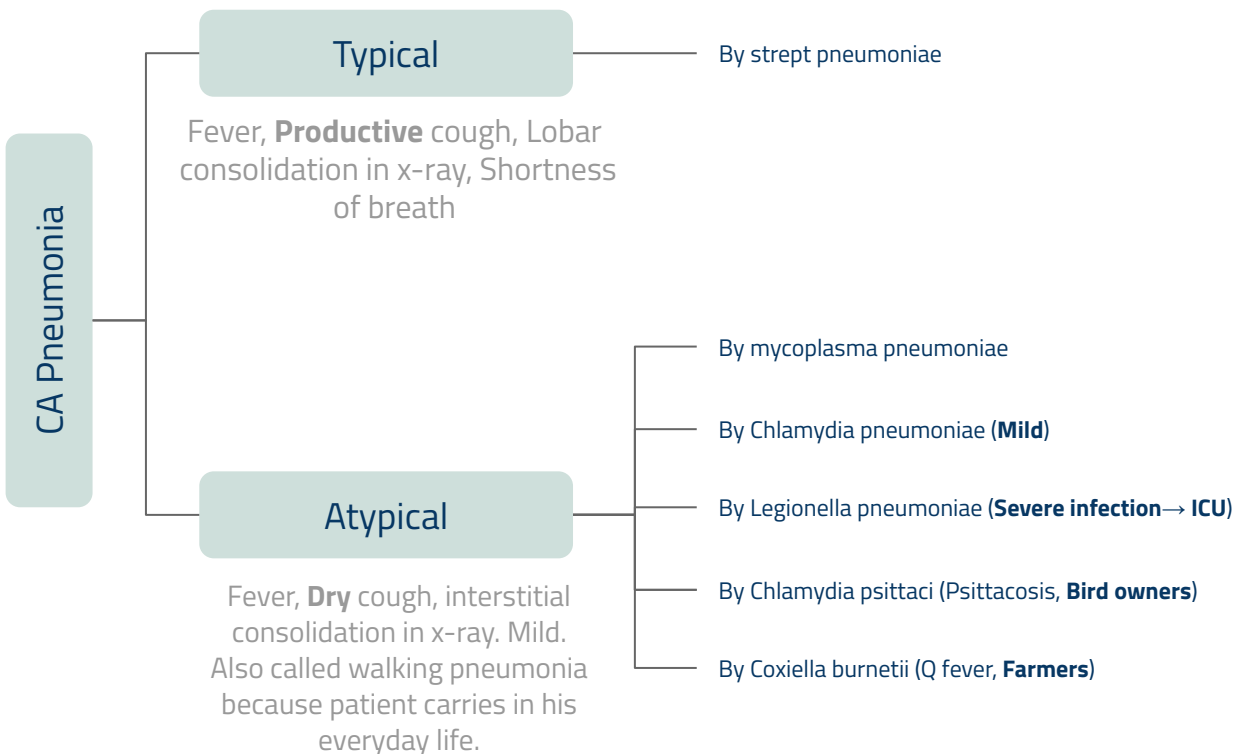 CA Pneumonia
Typical
Fever, Productive cough, Lobar
consolidation in x-ray, Shortness
of breath
By strept pneumoniae
Atypical
Fever, Dry cough, interstitial
consolidation in x-ray. Mild.
Also called walking pneumonia
because patient carries in his
everyday life.
By mycoplasma pneumoniae
By Chlamydia pneumoniae (Mild)
By Legionella pneumoniae (Severe infection→ ICU)
By Chlamydia psittaci (Psittacosis, Bird owners)
By Coxiella burnetii (Q fever, Farmers)